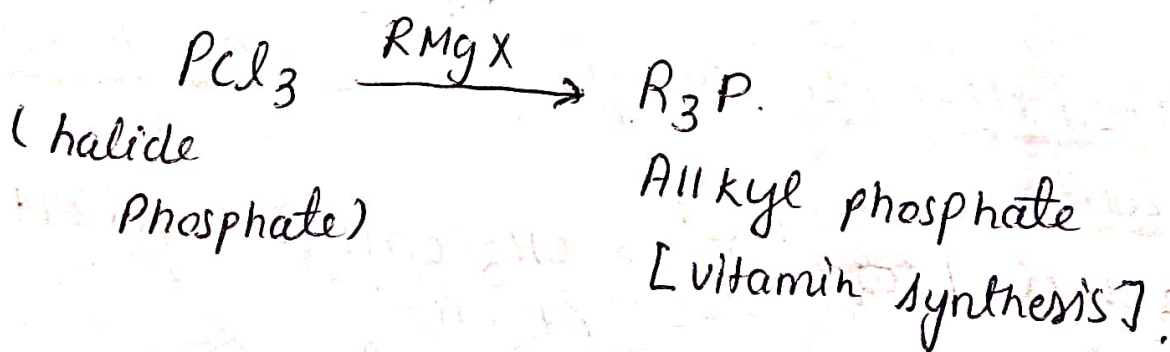 PCl₃ RMgX → R₃P.
(halide
Phosphate)
Allkyl phosphate
[vitamin synthesis].